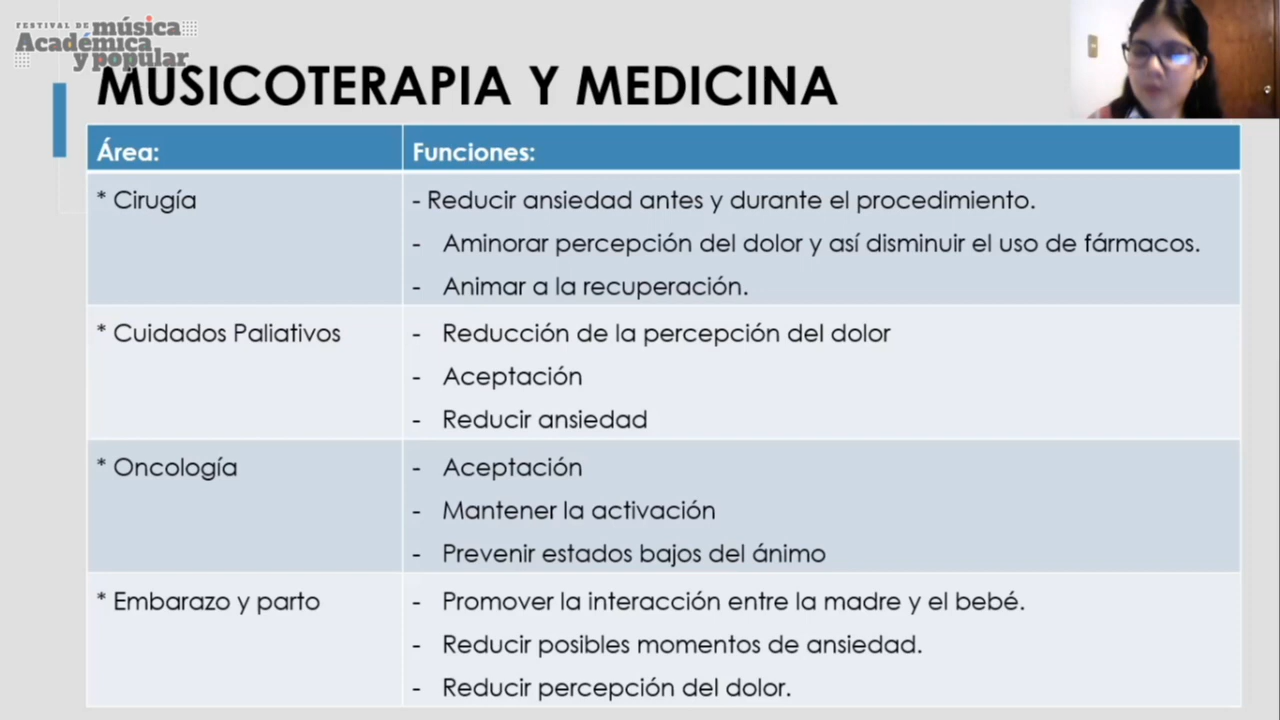 FESTIVAL DE música
Académica
y popular
MUSICOTERAPIA Y MEDICINA
Área:
Funciones:
* Cirugía
- Reducir ansiedad antes y durante el procedimiento.
- Aminorar percepción del dolor y así disminuir el uso de fármacos.
- Animar a la recuperación.
* Cuidados Paliativos
- Reducción de la percepción del dolor
- Aceptación
- Reducir ansiedad
* Oncología
- Aceptación
- Mantener la activación
- Prevenir estados bajos del ánimo
* Embarazo y parto
- Promover la interacción entre la madre y el bebé.
- Reducir posibles momentos de ansiedad.
- Reducir percepción del dolor.